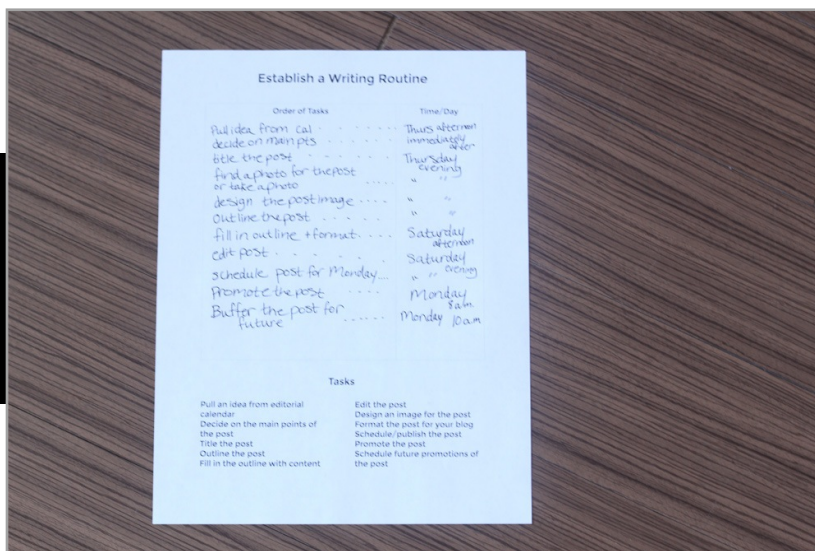 Establish a Writing Routine
Order of Tasks Time/Day
Pull idea from cal - - - - - - Thurs afternoon
decide on main pts - - - - - immediately after
title the post - - - - - - Thursday evening
find a photo for the post
or take a photo . . . . . " "
design the post image . . . . " "
outline the post - - - - - " "
fill in outline + format. . . . Saturday afternoon
edit post - - - - - - Saturday evening
schedule post for Monday.... " "
Promote the post . . . . Monday 8am
Buffer the post for
future ...... Monday 10am
Tasks
Pull an idea from editorial
calendar
Decide on the main points of
the post
Title the post
Outline the post
Fill in the outline with content
Edit the post
Design an image for the post
Format the post for your blog
Schedule/publish the post
Promote the post
Schedule future promotions of
the post